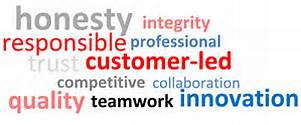 honesty integrity
responsible professional
trust customer-led
competitive collaboration
quality teamwork innovation